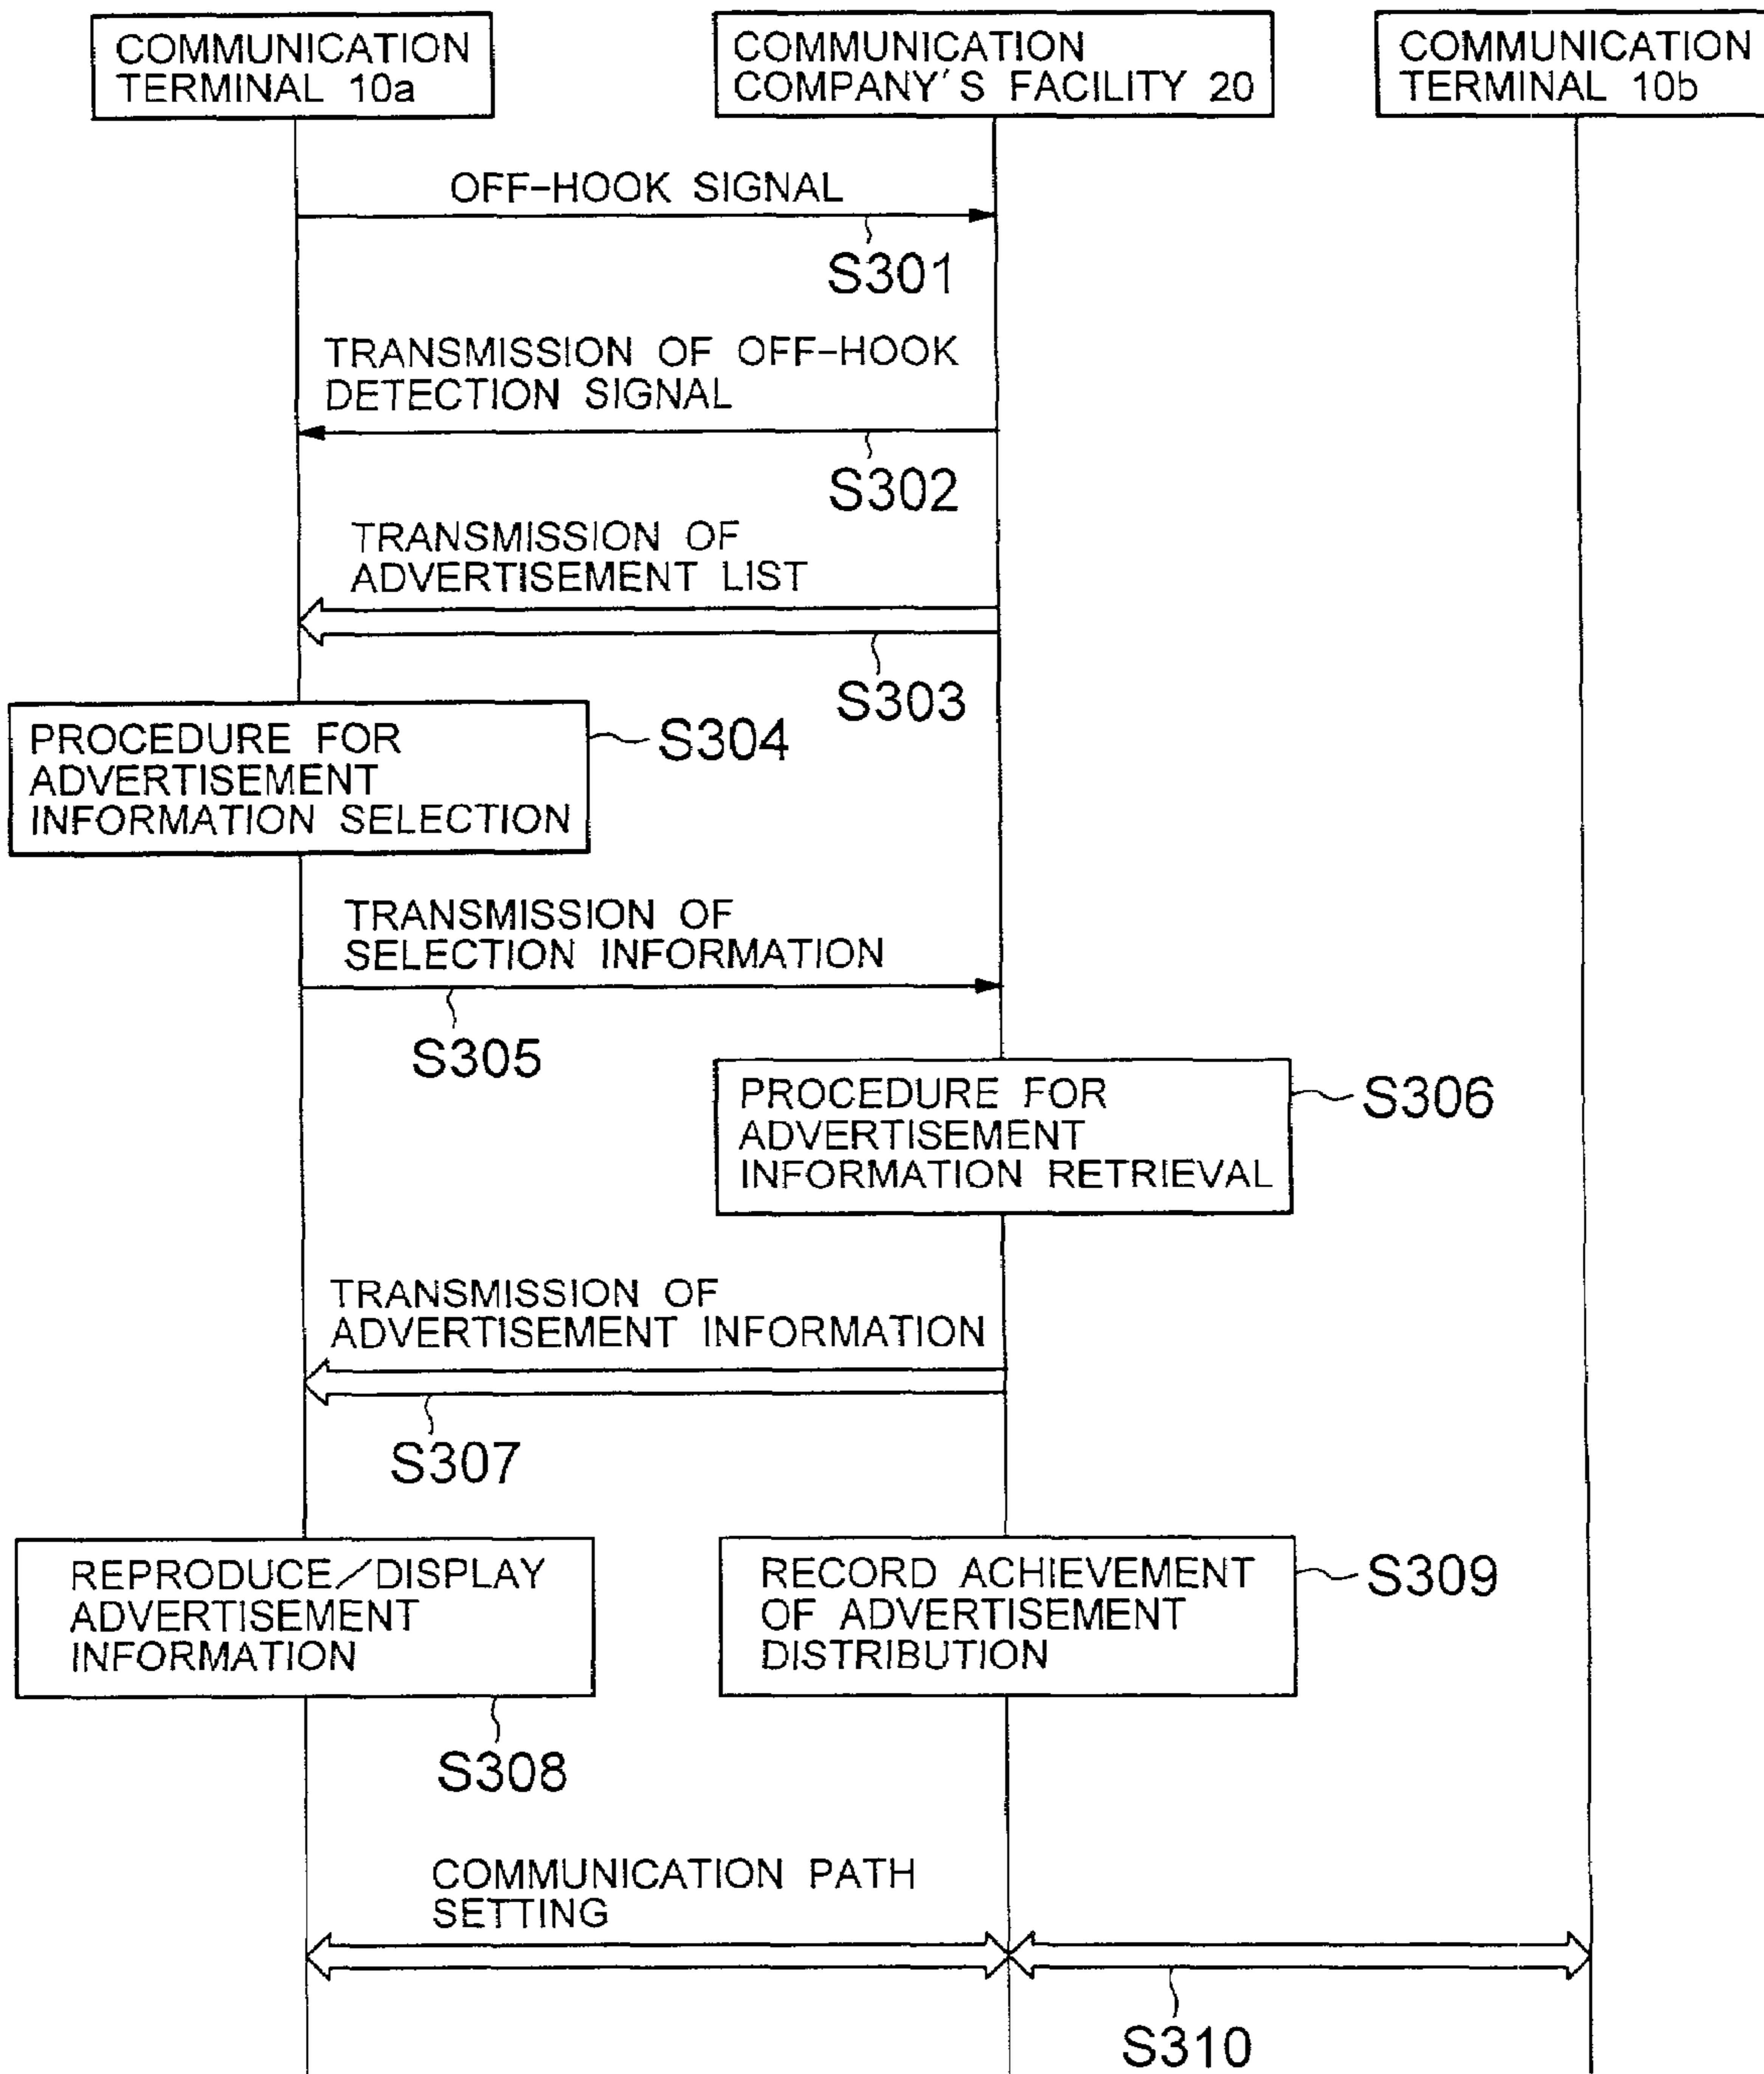 COMMUNICATION
TERMINAL 10a
COMMUNICATION
COMPANY'S FACILITY 20
COMMUNICATION
TERMINAL 10b
OFF-HOOK SIGNAL
S301
TRANSMISSION OF OFF-HOOK
DETECTION SIGNAL
S302
TRANSMISSION OF
ADVERTISEMENT LIST
S303
PROCEDURE FOR
ADVERTISEMENT
INFORMATION SELECTION
S304
TRANSMISSION OF
SELECTION INFORMATION
S305
PROCEDURE FOR
ADVERTISEMENT
INFORMATION RETRIEVAL
S306
TRANSMISSION OF
ADVERTISEMENT INFORMATION
S307
REPRODUCE/DISPLAY
ADVERTISEMENT
INFORMATION
S308
RECORD ACHIEVEMENT
OF ADVERTISEMENT
DISTRIBUTION
S309
COMMUNICATION PATH
SETTING
S310